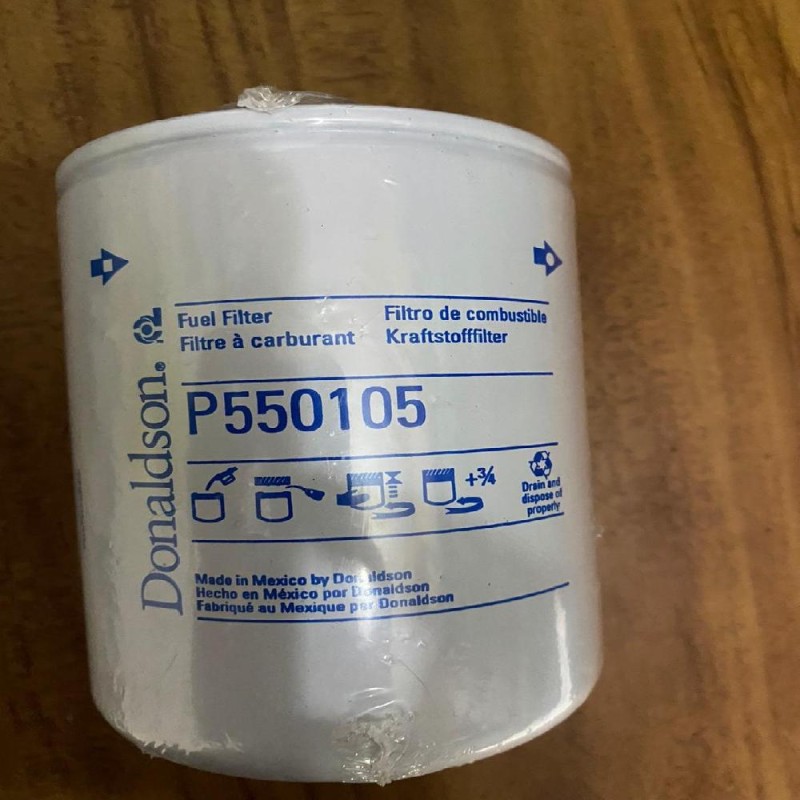 Donaldson®
Fuel Filter Filtro de combustible
Filtre à carburant Kraftstofffilter
P550105
+¾
Drain and
dispose of
properly
Made in Mexico by Donaldson
Hecho en México por Donaldson
Fabriqué au Mexique par Donaldson